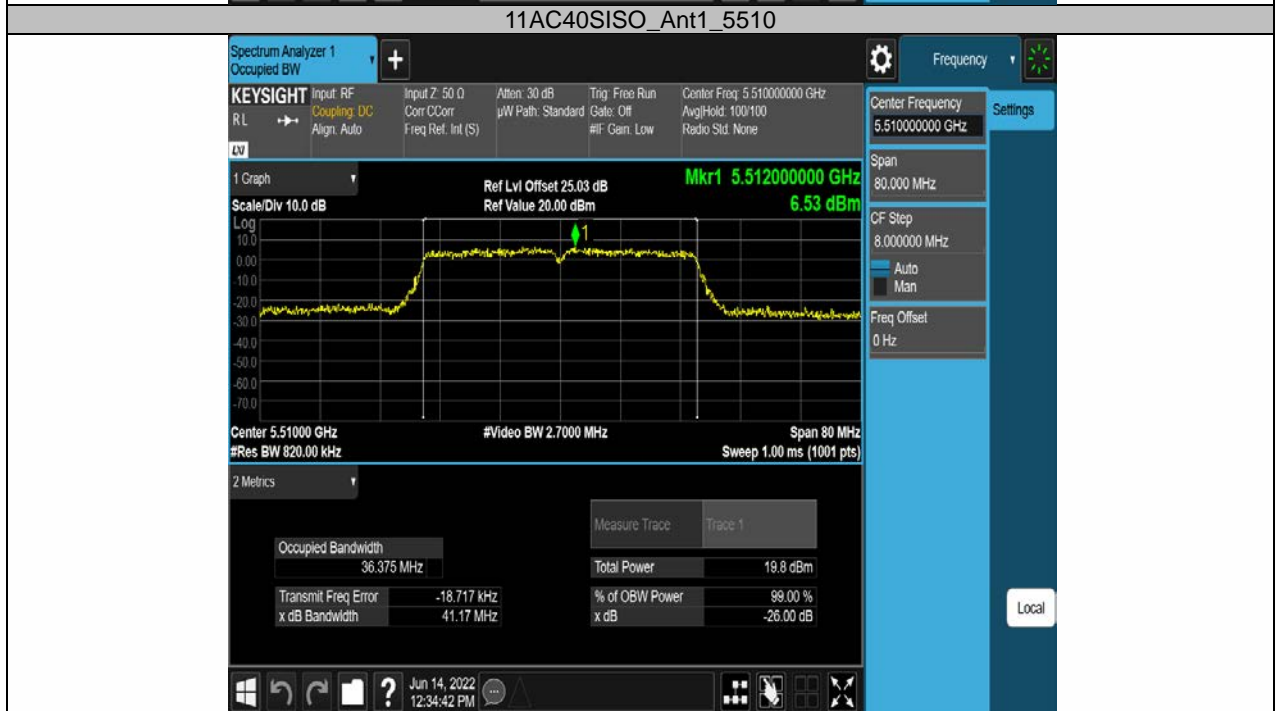 11AC40SISO_Ant1_5510
Spectrum Analyzer 1
Occupied BW
+
Frequency
KEYSIGHT
RL
LXI
Input: RF
Coupling: DC
Align: Auto
Input Z: 50 Ω
Corr CCorr
Freq Ref: Int (S)
Atten: 30 dB
µW Path: Standard
Trig: Free Run
Gate: Off
#IF Gain: Low
Center Freq: 5.510000000 GHz
Avg|Hold: 100/100
Radio Std: None
Center Frequency
5.510000000 GHz
Settings
Span
80.000 MHz
CF Step
8.000000 MHz
Auto
Man
Freq Offset
0 Hz
Local
1 Graph
Scale/Div 10.0 dB
Ref Lvl Offset 25.03 dB
Ref Value 20.00 dBm
Mkr1 5.512000000 GHz
6.53 dBm
Log
10.0
0.00
-10.0
-20.0
-30.0
-40.0
-50.0
-60.0
-70.0
1
Center 5.51000 GHz
#Video BW 2.7000 MHz
Span 80 MHz
#Res BW 820.00 kHz
Sweep 1.00 ms (1001 pts)
2 Metrics
Measure Trace
Trace 1
Occupied Bandwidth
36.375 MHz
Total Power
19.8 dBm
Transmit Freq Error
-18.717 kHz
% of OBW Power
99.00 %
x dB Bandwidth
41.17 MHz
x dB
-26.00 dB
?
Jun 14, 2022
12:34:42 PM